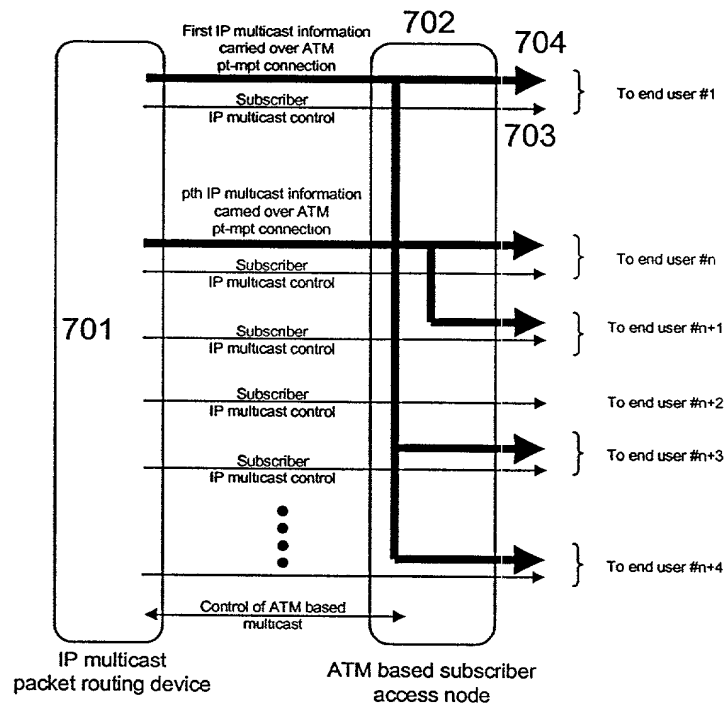 First IP multicast information
carried over ATM
pt-mpt connection
702
704
To end user #1
Subscriber
IP multicast control
703
pth IP multicast information
carried over ATM
pt-mpt connection
To end user #n
Subscriber
IP multicast control
701
To end user #n+1
Subscriber
IP multicast control
Subscriber
IP multicast control
To end user #n+2
Subscriber
IP multicast control
To end user #n+3
To end user #n+4
Control of ATM based
multicast
IP multicast
packet routing device
ATM based subscriber
access node